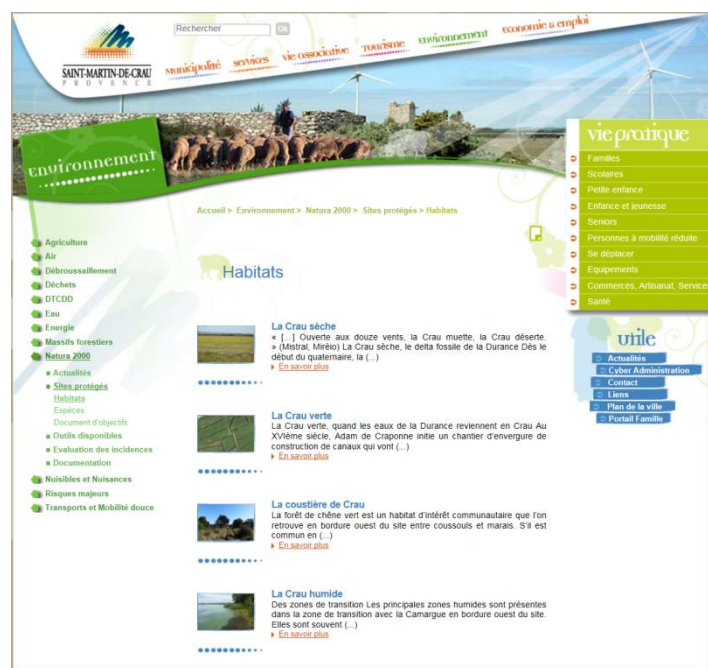 Rechercher
Ok
SAINT-MARTIN-DE-CRAU
PROVENCE
municipalité
services
vie associative
tourisme
environnement
economie & emploi
environnement
vie pratique
Familles
Scolaires
Petite enfance
Enfance et jeunesse
Seniors
Personnes à mobilité réduite
Se déplacer
Equipements
Commerces, Artisanat, Service
Santé
Accueil > Environnement > Natura 2000 > Sites protégés > Habitats
Agriculture
Air
Débroussaillement
Déchets
DTCDD
Eau
Energie
Massifs forestiers
Natura 2000
Actualités
Sites protégés
Habitats
Espèces
Document d'objectifs
Outils disponibles
Evaluation des incidences
Documentation
Nuisibles et Nuisances
Risques majeurs
Transports et Mobilité douce
Habitats
La Crau sèche
« [...] Ouverte aux douze vents, la Crau muette, la Crau déserte.
» (Mistral, Mirèio) La Crau sèche, le delta fossile de la Durance Dès le
début du quaternaire, la (...)
En savoir plus
La Crau verte
La Crau verte, quand les eaux de la Durance reviennent en Crau Au
XVIème siècle, Adam de Craponne initie un chantier d'envergure de
construction de canaux qui vont (...)
En savoir plus
La coustière de Crau
La forêt de chêne vert est un habitat d'intérêt communautaire que l'on
retrouve en bordure ouest du site entre coussouls et marais. S'il est
commun en (...)
En savoir plus
La Crau humide
Des zones de transition Les principales zones humides sont présentes
dans la zone de transition avec la Camargue en bordure ouest du site.
Elles sont souvent (...)
En savoir plus
utile
Actualités
Cyber Administration
Contact
Liens
Plan de la ville
Portail Famille